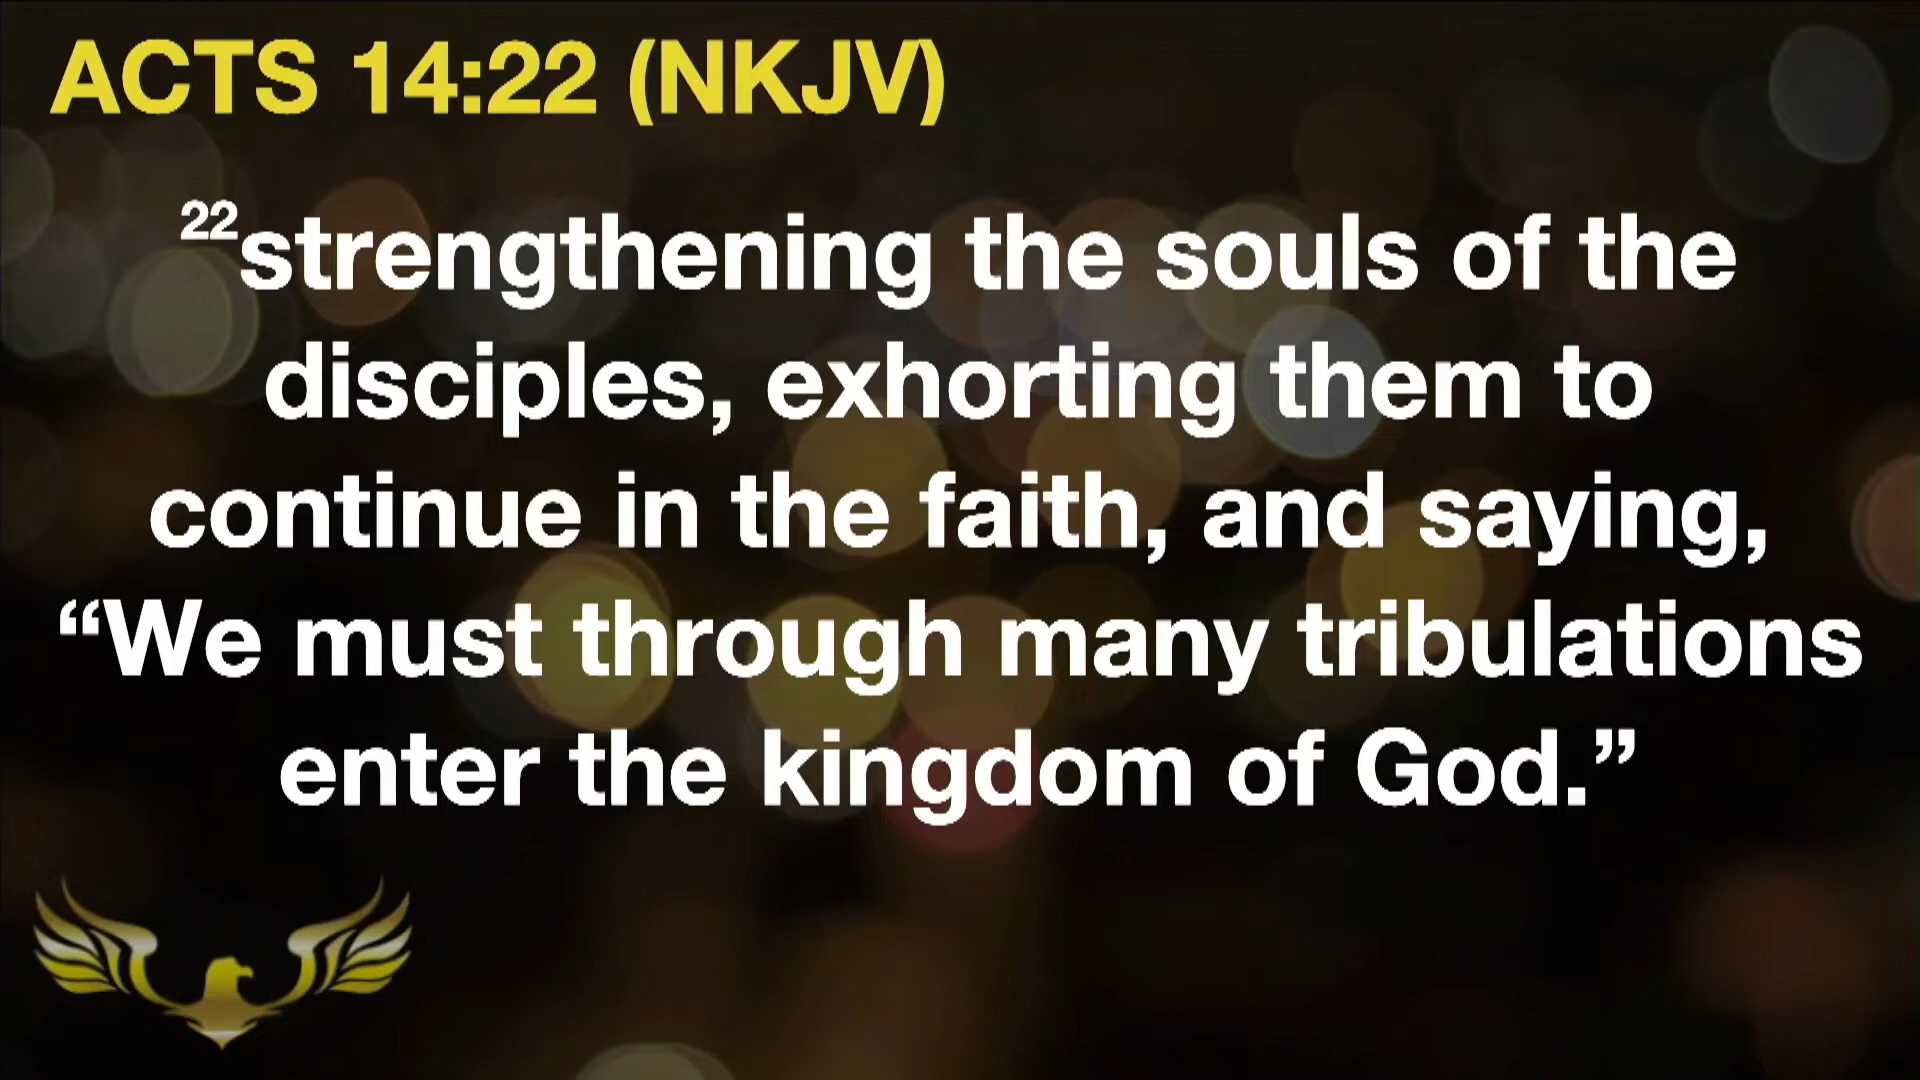 ACTS 14:22 (NKJV)
²²strengthening the souls of the
disciples, exhorting them to
continue in the faith, and saying,
“We must through many tribulations
enter the kingdom of God.”